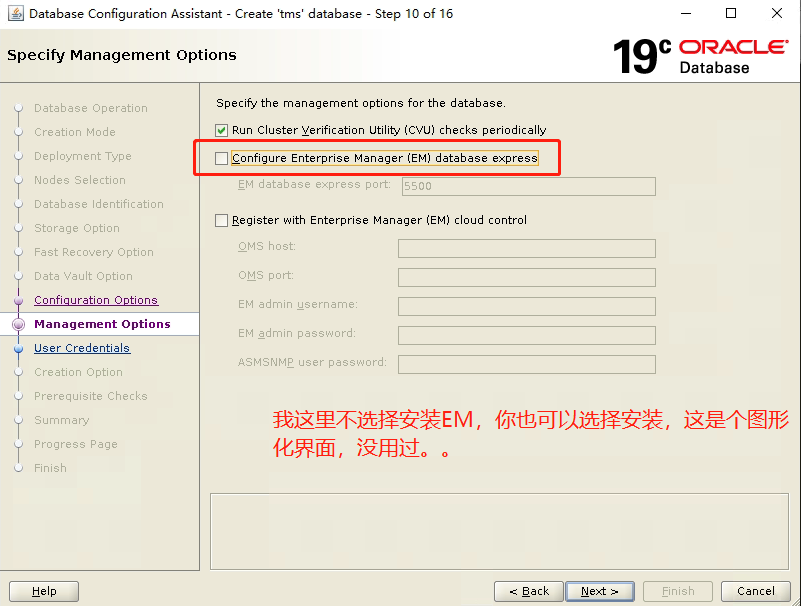 Database Configuration Assistant - Create 'tms' database - Step 10 of 16
Specify Management Options
19c ORACLE
Database
Database Operation
Creation Mode
Deployment Type
Nodes Selection
Database Identification
Storage Option
Fast Recovery Option
Data Vault Option
Configuration Options
Management Options
User Credentials
Creation Option
Prerequisite Checks
Summary
Progress Page
Finish
Specify the management options for the database.
Run Cluster Verification Utility (CVU) checks periodically
Configure Enterprise Manager (EM) database express
EM database express port: 5500
Register with Enterprise Manager (EM) cloud control
OMS host:
OMS port:
EM admin username:
EM admin password:
ASMSNMP user password:
我这里不选择安装EM，你也可以选择安装，这是个图形
化界面，没用过。。
Help
< Back
Next >
Finish
Cancel